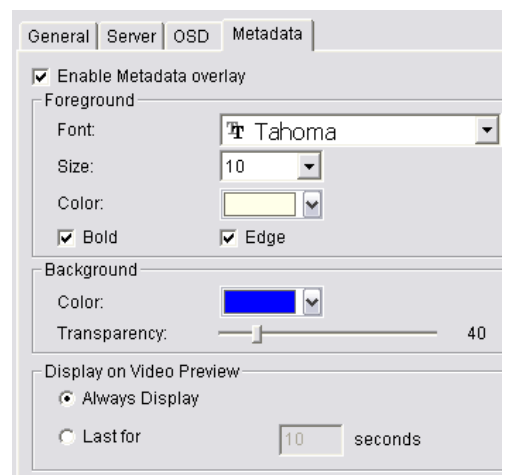 General Server OSD Metadata
Enable Metadata overlay
Foreground
Font: Tahoma
Size: 10
Color:
Bold Edge
Background
Color:
Transparency: 40
Display on Video Preview
Always Display
Last for 10 seconds